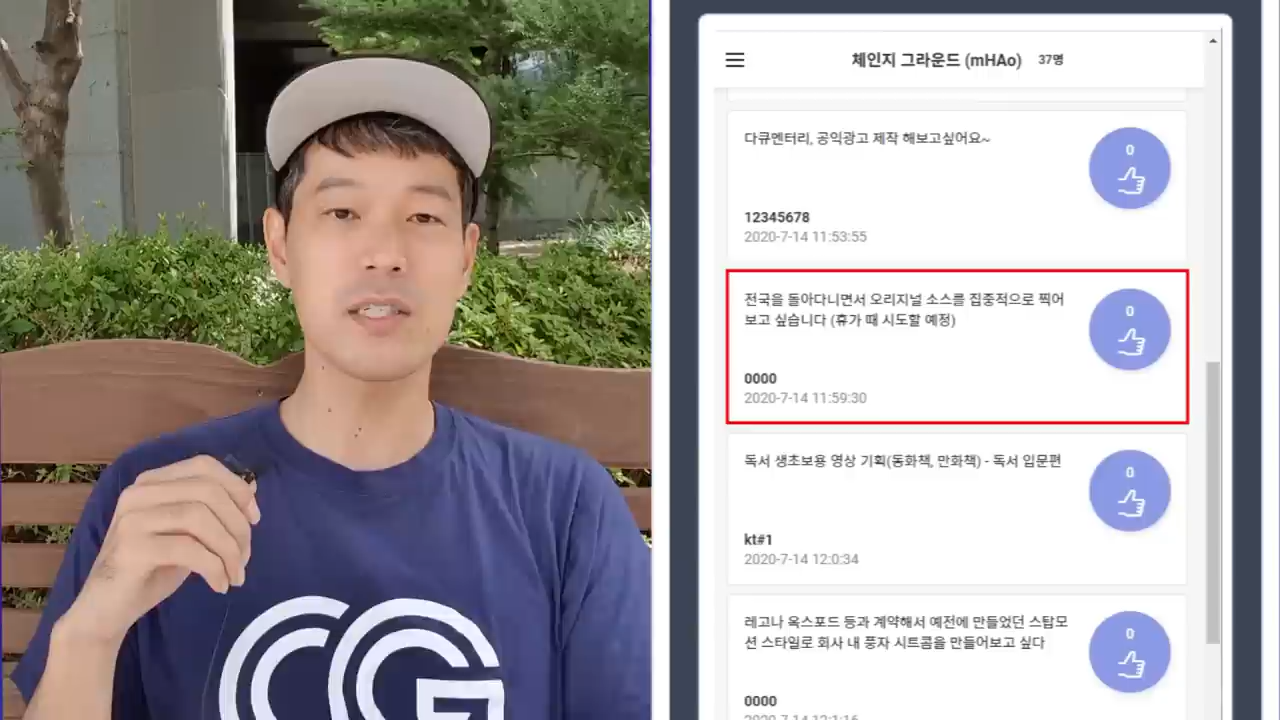 체인지 그라운드 (mHAo) 37명
다큐멘터리, 공익광고 제작 해보고싶어요~
0
12345678
2020-7-14 11:53:55
전국을 돌아다니면서 오리지널 소스를 집중적으로 찍어
보고 싶습니다 (휴가 때 시도할 예정)
0
0000
2020-7-14 11:59:30
독서 생초보용 영상 기획(동화책, 만화책) - 독서 입문편
0
kt#1
2020-7-14 12:0:34
레고나 옥스포드 등과 계약해서 예전에 만들었던 스탑모
션 스타일로 회사 내 풍자 시트콤을 만들어보고 싶다
0
0000
2020-7-14 12:1:16
CG